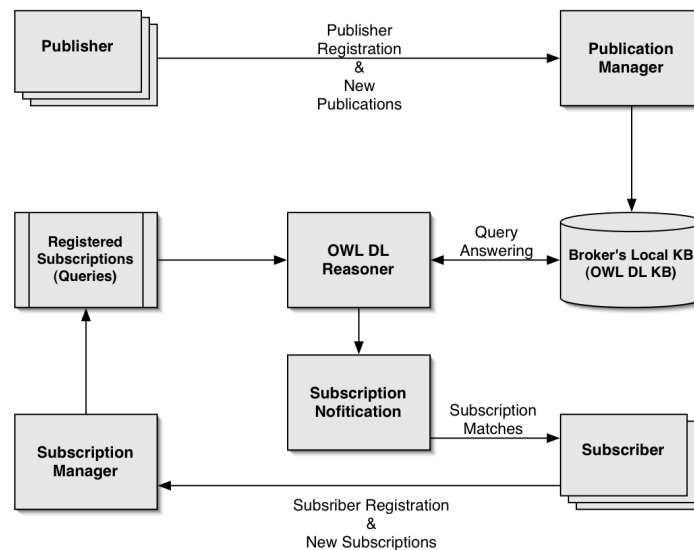 Publisher
Publisher
Registration
&
New
Publications
Publication
Manager
Registered
Subscriptions
(Queries)
OWL DL
Reasoner
Query
Answering
Broker's Local KB
(OWL DL KB)
Subscription
Nofitication
Subscription
Matches
Subscription
Manager
Subscriber
Subsriber Registration
&
New Subscriptions